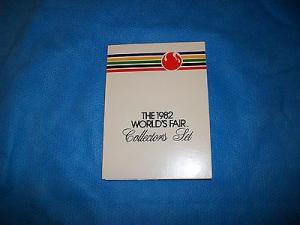 THE 1982
WORLD'S FAIR
Collectors Set